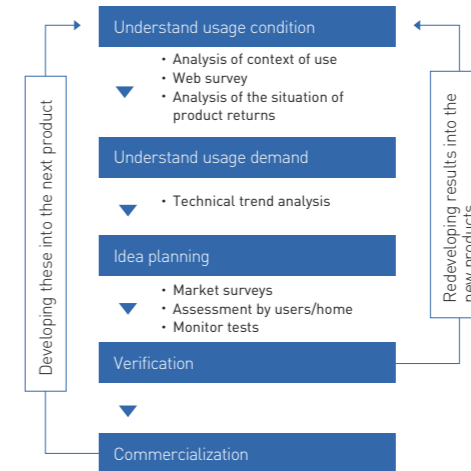 Understand usage condition
・Analysis of context of use
・Web survey
・Analysis of the situation of
product returns
Understand usage demand
・Technical trend analysis
Idea planning
・Market surveys
・Assessment by users/home
・Monitor tests
Verification
Commercialization
Developing these into the next product
Redeveloping results into the
new products